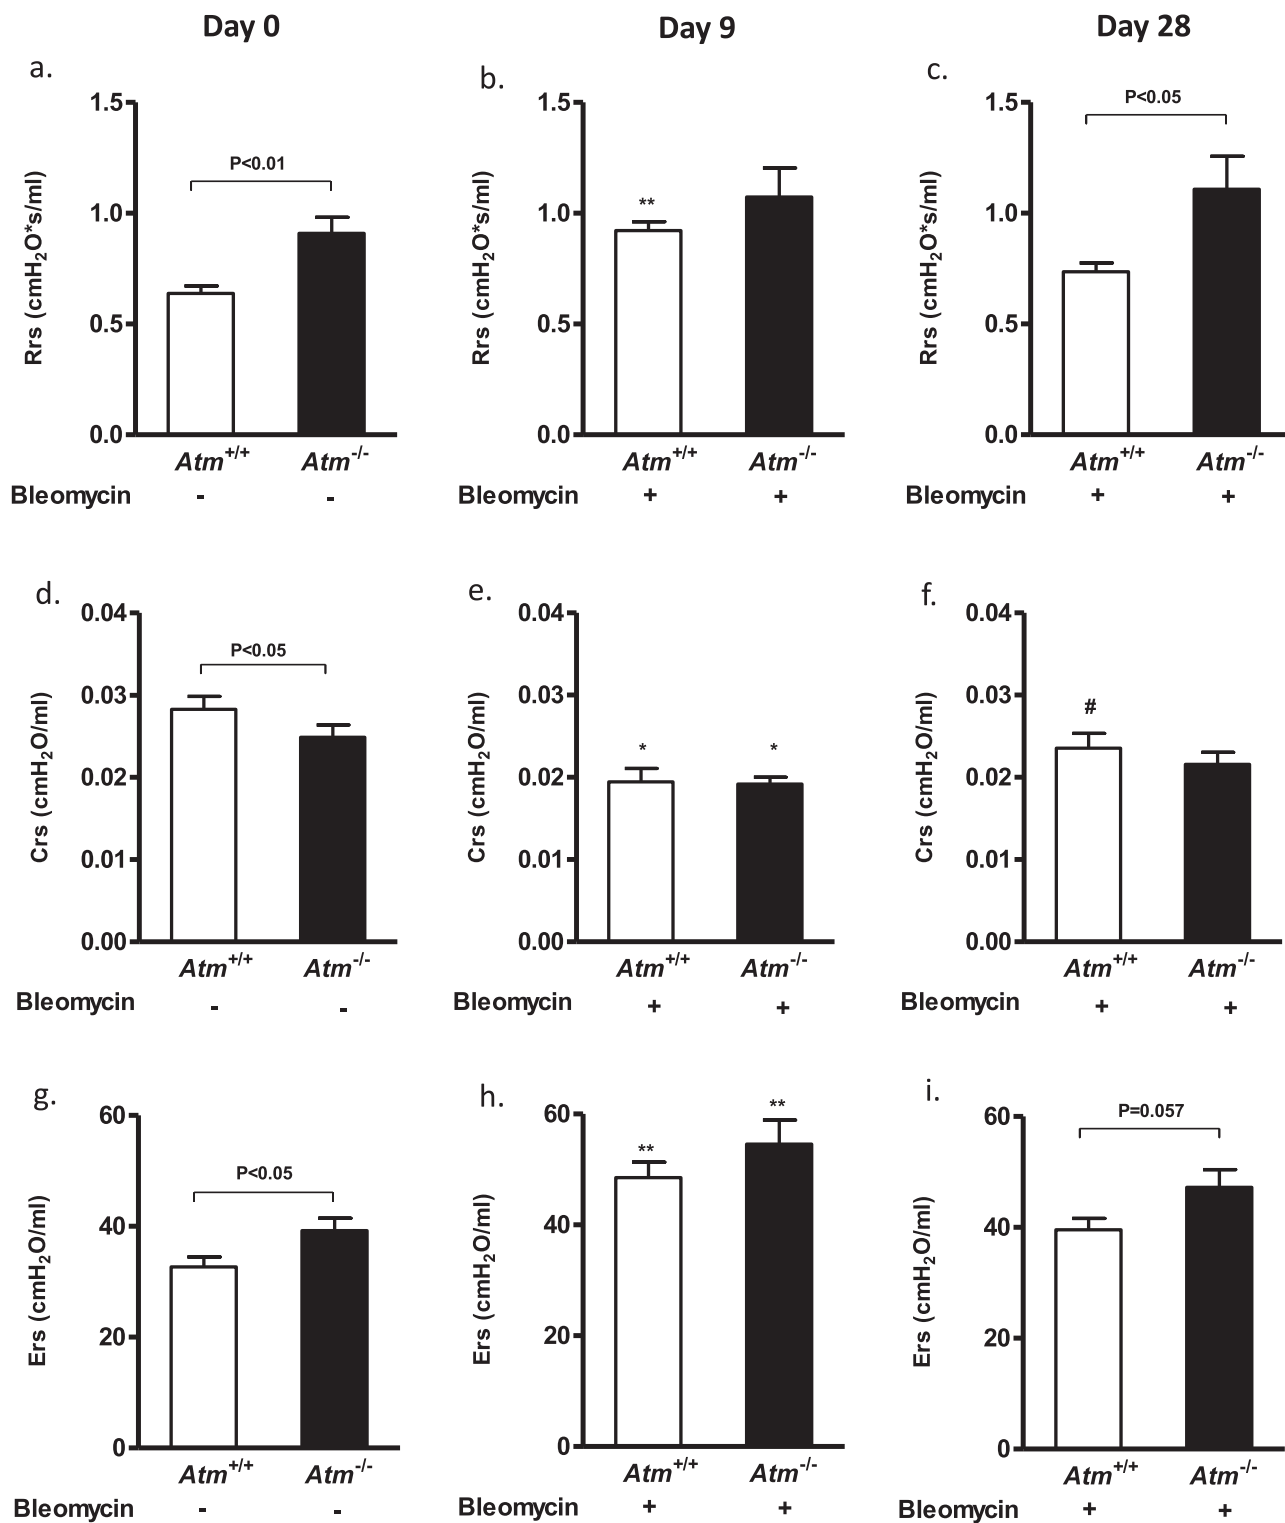 Day 0
Day 9
Day 28
a.
Rrs (cmH₂O*s/ml)
1.5
1.0
0.5
0.0
P<0.01
Atm⁺/⁺ Atm⁻/⁻
Bleomycin - -
b.
Rrs (cmH₂O*s/ml)
1.5
1.0
0.5
0.0
**
Atm⁺/⁺ Atm⁻/⁻
Bleomycin + +
c.
Rrs (cmH₂O*s/ml)
1.5
1.0
0.5
0.0
P<0.05
Atm⁺/⁺ Atm⁻/⁻
Bleomycin + +
d.
Crs (cmH₂O/ml)
0.04
0.03
0.02
0.01
0.00
P<0.05
Atm⁺/⁺ Atm⁻/⁻
Bleomycin - -
e.
Crs (cmH₂O/ml)
0.04
0.03
0.02
0.01
0.00
* *
Atm⁺/⁺ Atm⁻/⁻
Bleomycin + +
f.
Crs (cmH₂O/ml)
0.04
0.03
0.02
0.01
0.00
#
Atm⁺/⁺ Atm⁻/⁻
Bleomycin + +
g.
Ers (cmH₂O/ml)
60
40
20
0
P<0.05
Atm⁺/⁺ Atm⁻/⁻
Bleomycin - -
h.
Ers (cmH₂O/ml)
60
40
20
0
** **
Atm⁺/⁺ Atm⁻/⁻
Bleomycin + +
i.
Ers (cmH₂O/ml)
60
40
20
0
P=0.057
Atm⁺/⁺ Atm⁻/⁻
Bleomycin + +